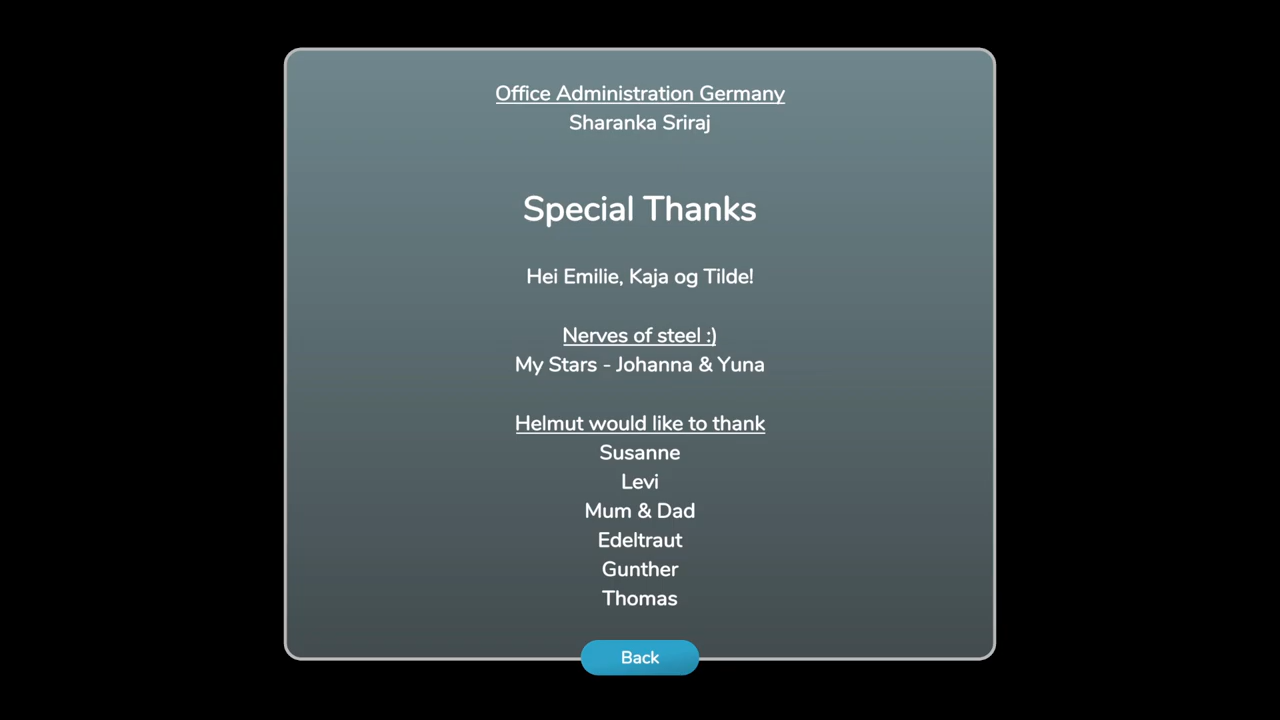 Office Administration Germany
Sharanka Sriraj
Special Thanks
Hei Emilie, Kaja og Tilde!
Nerves of steel :)
My Stars - Johanna & Yuna
Helmut would like to thank
Susanne
Levi
Mum & Dad
Edeltraut
Gunther
Thomas
Back